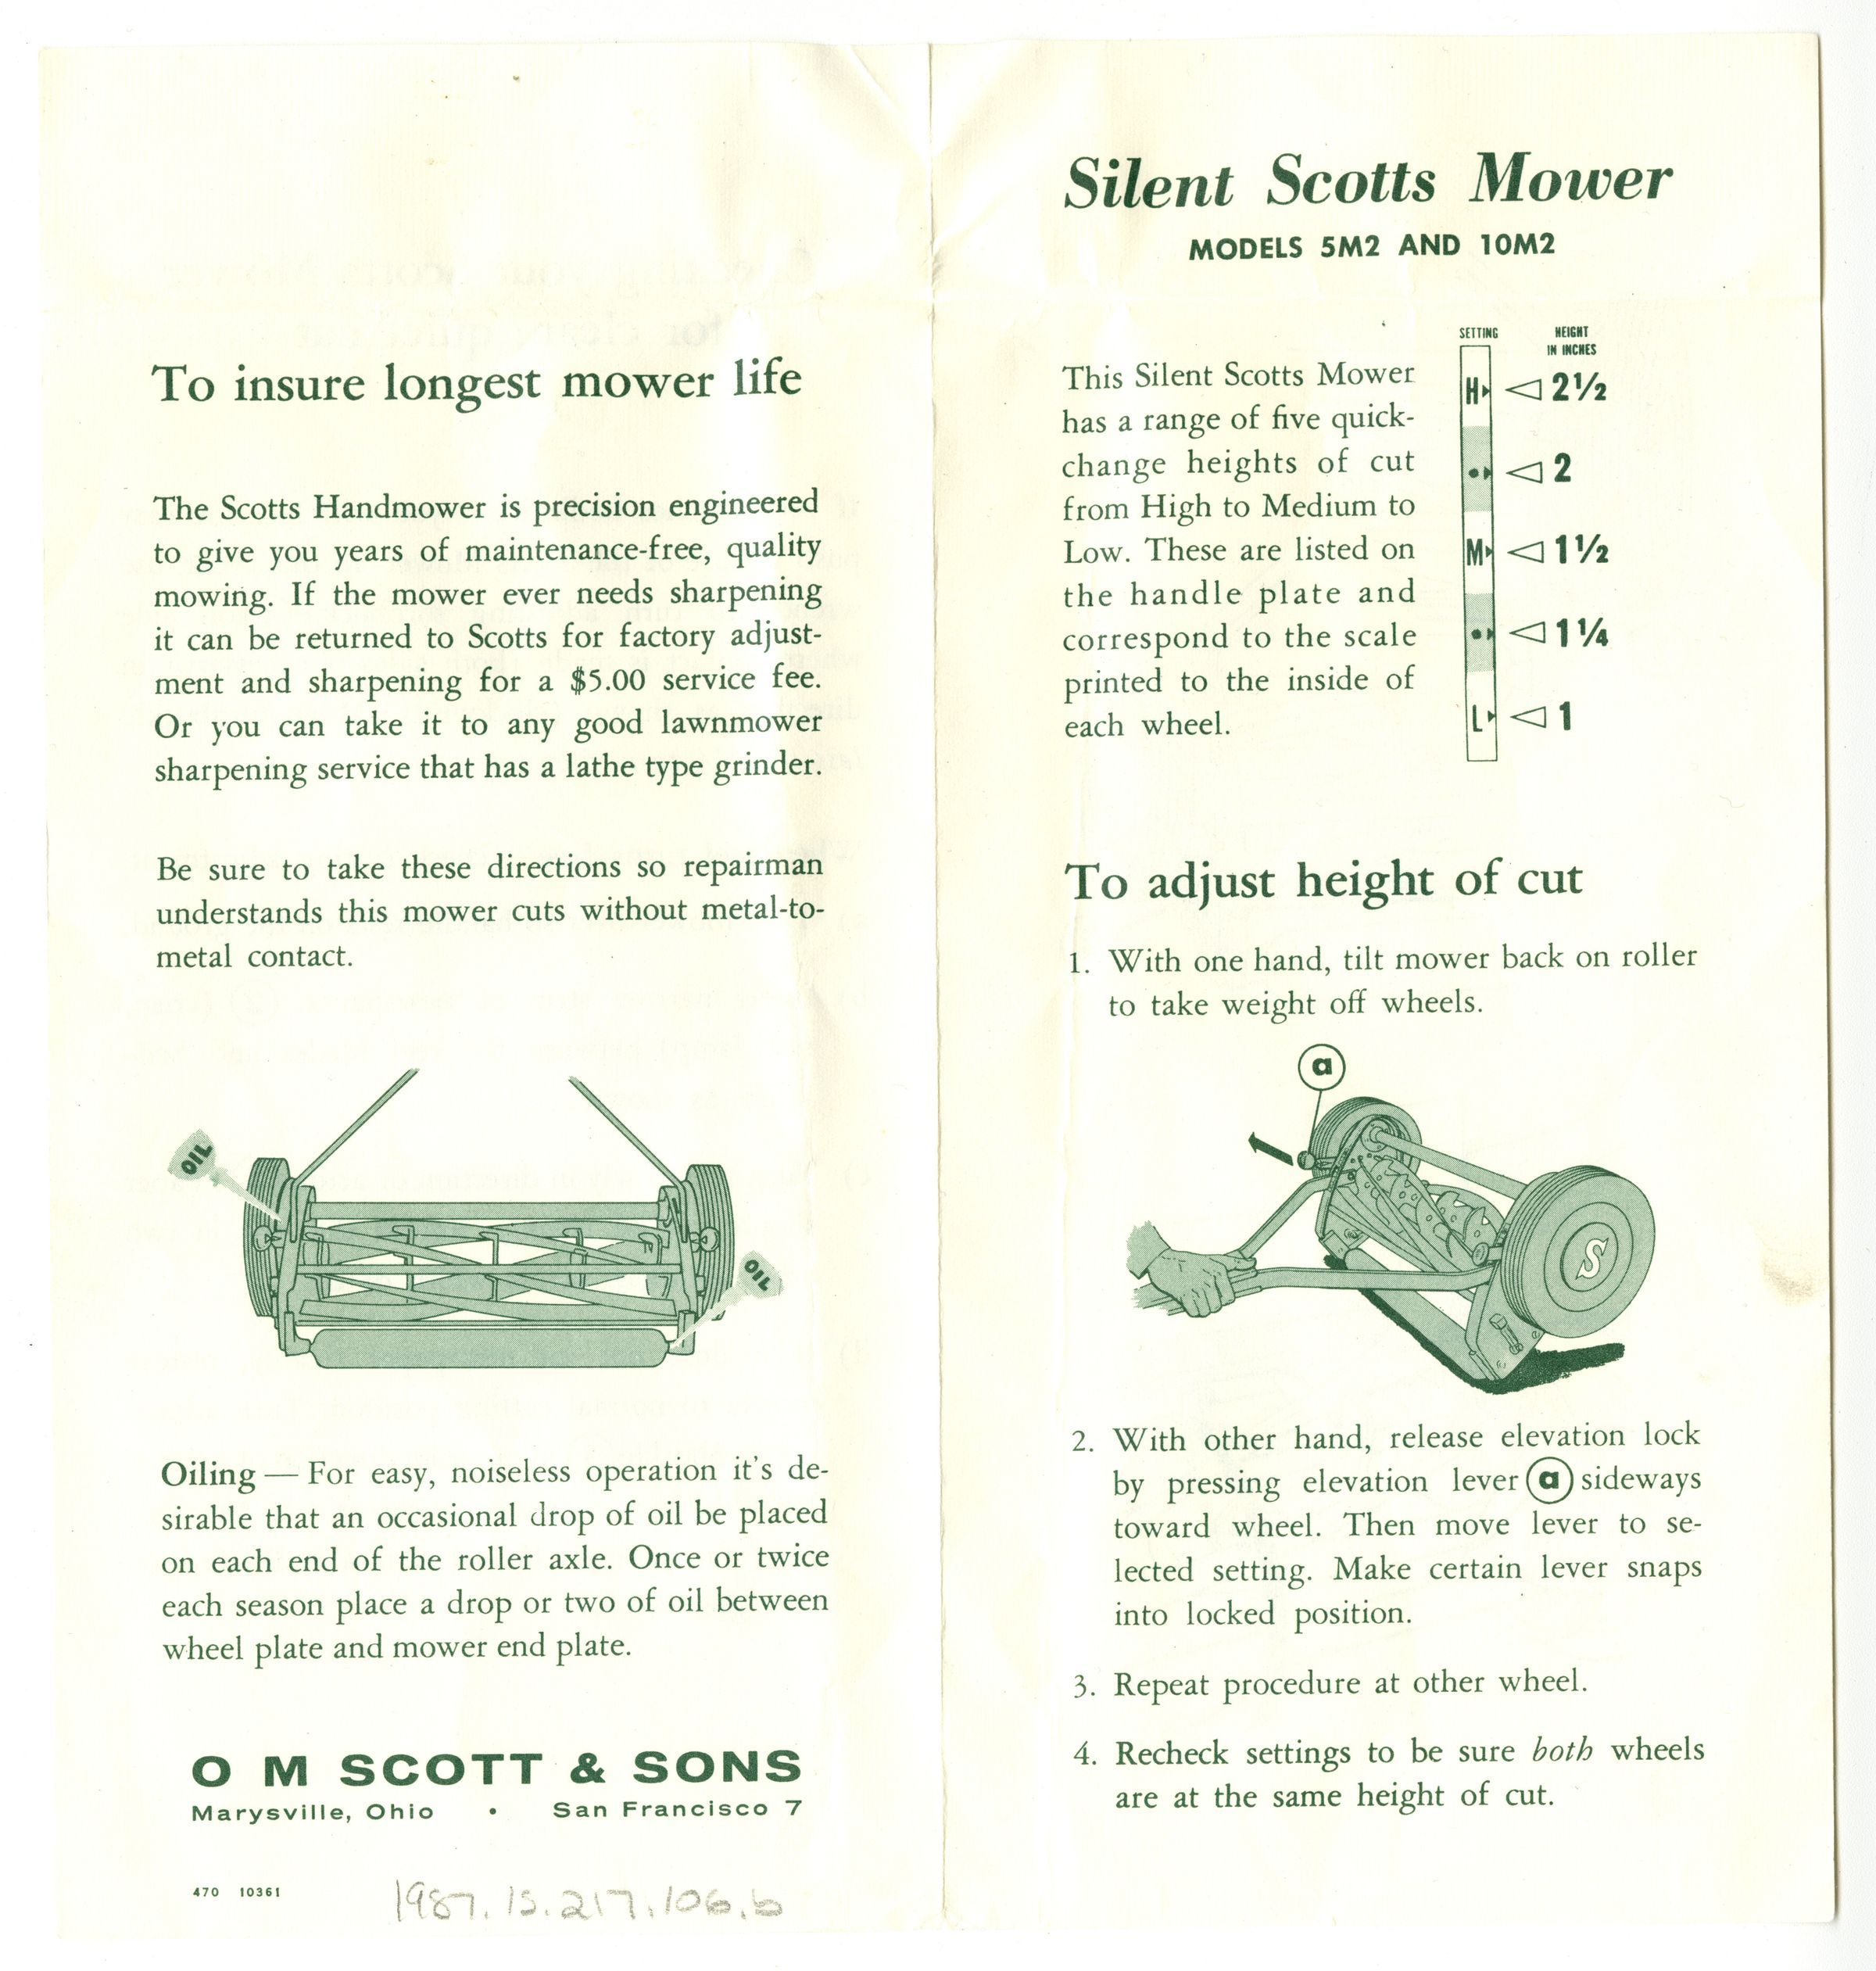 To insure longest mower life
The Scotts Handmower is precision engineered
to give you years of maintenance-free, quality
mowing. If the mower ever needs sharpening
it can be returned to Scotts for factory adjust-
ment and sharpening for a $5.00 service fee.
Or you can take it to any good lawnmower
sharpening service that has a lathe type grinder.
Be sure to take these directions so repairman
understands this mower cuts without metal-to-
metal contact.
OIL
OIL
Oiling — For easy, noiseless operation it's de-
sirable that an occasional drop of oil be placed
on each end of the roller axle. Once or twice
each season place a drop or two of oil between
wheel plate and mower end plate.
O M SCOTT & SONS
Marysville, Ohio • San Francisco 7
470 10361
1987.15.217.106.b
Silent Scotts Mower
MODELS 5M2 AND 10M2
This Silent Scotts Mower
has a range of five quick-
change heights of cut
from High to Medium to
Low. These are listed on
the handle plate and
correspond to the scale
printed to the inside of
each wheel.
SETTING HEIGHT
IN INCHES
H 2½
2
M 1½
1¼
L 1
To adjust height of cut
1. With one hand, tilt mower back on roller
to take weight off wheels.
a
S
2. With other hand, release elevation lock
by pressing elevation lever a sideways
toward wheel. Then move lever to se-
lected setting. Make certain lever snaps
into locked position.
3. Repeat procedure at other wheel.
4. Recheck settings to be sure both wheels
are at the same height of cut.